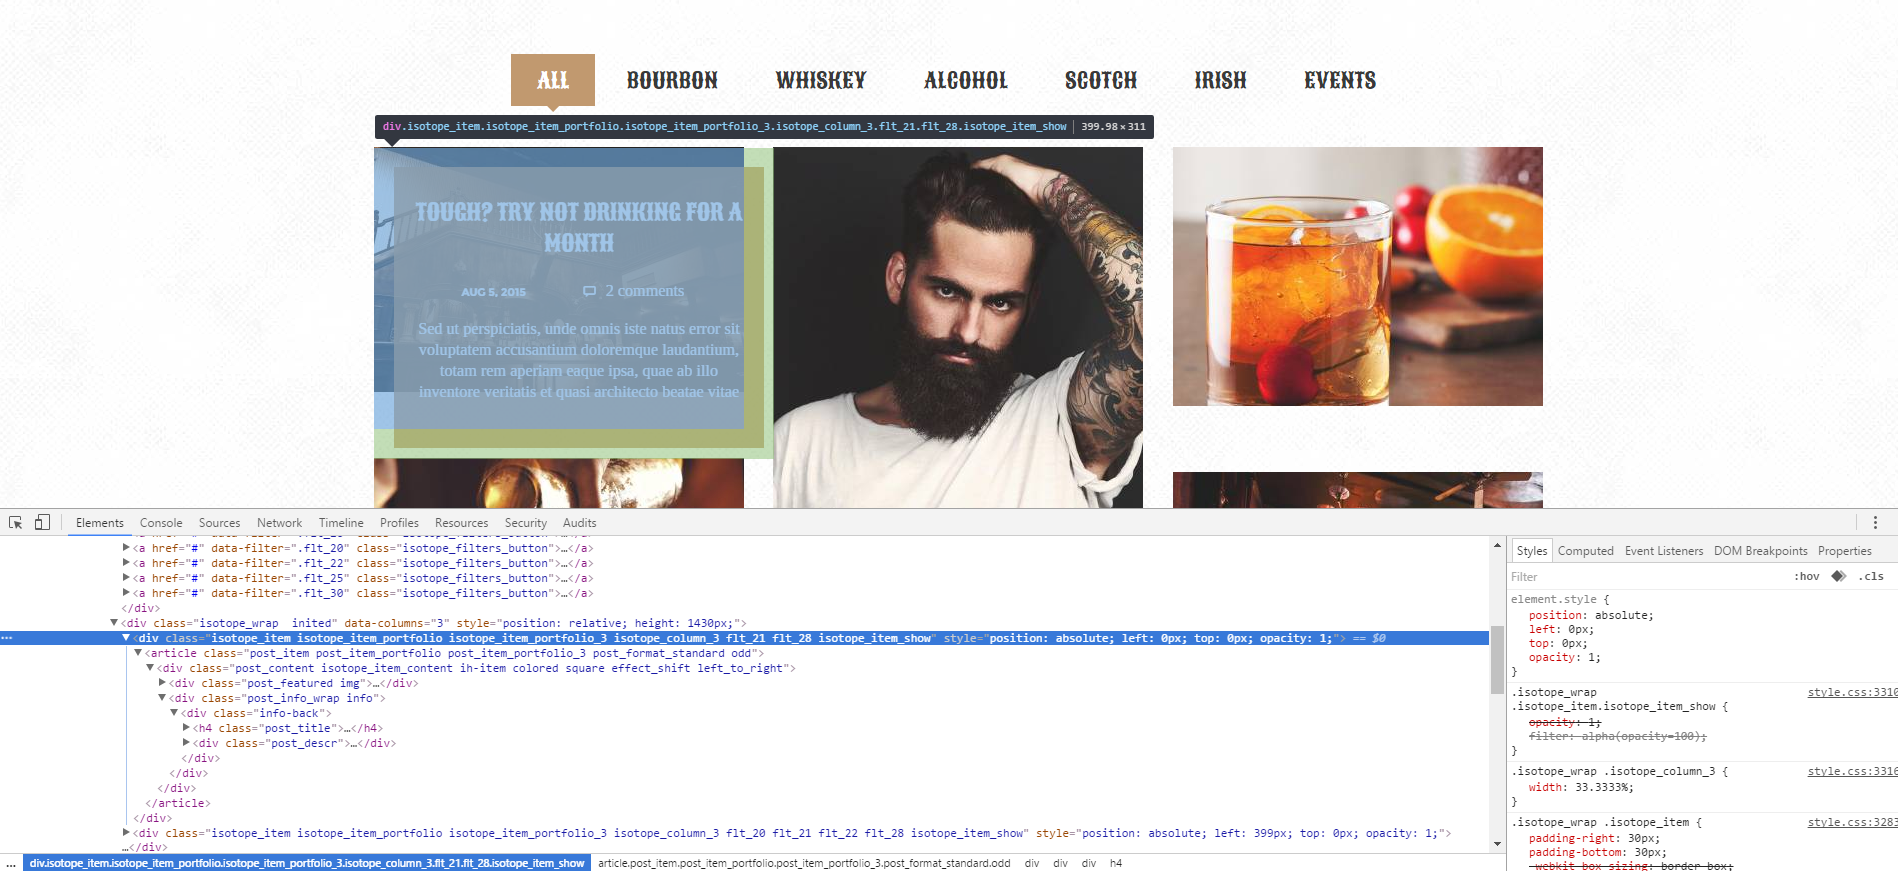 ALL BOURBON WHISKEY ALCOHOL SCOTCH IRISH EVENTS
div.isotope_item.isotope_item_portfolio.isotope_item_portfolio_3.isotope_column_3.flt_21.flt_28.isotope_item_show 399.98 × 311
TOUGH? TRY NOT DRINKING FOR A
MONTH
AUG 5, 2015 2 comments
Sed ut perspiciatis, unde omnis iste natus error sit
voluptatem accusantium doloremque laudantium,
totam rem aperiam eaque ipsa, quae ab illo
inventore veritatis et quasi architecto beatae vitae
Elements Console Sources Network Timeline Profiles Resources Security Audits
<a href="#" data-filter=".flt_20" class="isotope_filters_button">…</a>
<a href="#" data-filter=".flt_22" class="isotope_filters_button">…</a>
<a href="#" data-filter=".flt_25" class="isotope_filters_button">…</a>
<a href="#" data-filter=".flt_30" class="isotope_filters_button">…</a>
</div>
<div class="isotope_wrap  inited" data-columns="3" style="position: relative; height: 1430px;">
<div class="isotope_item isotope_item_portfolio isotope_item_portfolio_3 isotope_column_3 flt_21 flt_28 isotope_item_show" style="position: absolute; left: 0px; top: 0px; opacity: 1;"> == $0
<article class="post_item post_item_portfolio post_item_portfolio_3 post_format_standard odd">
<div class="post_content isotope_item_content ih-item colored square effect_shift left_to_right">
<div class="post_featured img">…</div>
<div class="post_info_wrap info">
<div class="info-back">
<h4 class="post_title">…</h4>
<div class="post_descr">…</div>
</div>
</div>
</div>
</article>
</div>
<div class="isotope_item isotope_item_portfolio isotope_item_portfolio_3 isotope_column_3 flt_20 flt_21 flt_22 flt_28 isotope_item_show" style="position: absolute; left: 399px; top: 0px; opacity: 1;">
…</div>
... div.isotope_item.isotope_item_portfolio.isotope_item_portfolio_3.isotope_column_3.flt_21.flt_28.isotope_item_show article.post_item.post_item_portfolio.post_item_portfolio_3.post_format_standard.odd div div div h4
Styles Computed Event Listeners DOM Breakpoints Properties
Filter :hov .cls
element.style {
position: absolute;
left: 0px;
top: 0px;
opacity: 1;
}
.isotope_wrap style.css:3310
.isotope_item.isotope_item_show {
opacity: 1;
filter: alpha(opacity=100);
}
.isotope_wrap .isotope_column_3 { style.css:3316
width: 33.3333%;
}
.isotope_wrap .isotope_item { style.css:3283
padding-right: 30px;
padding-bottom: 30px;
-webkit-box-sizing: border-box;